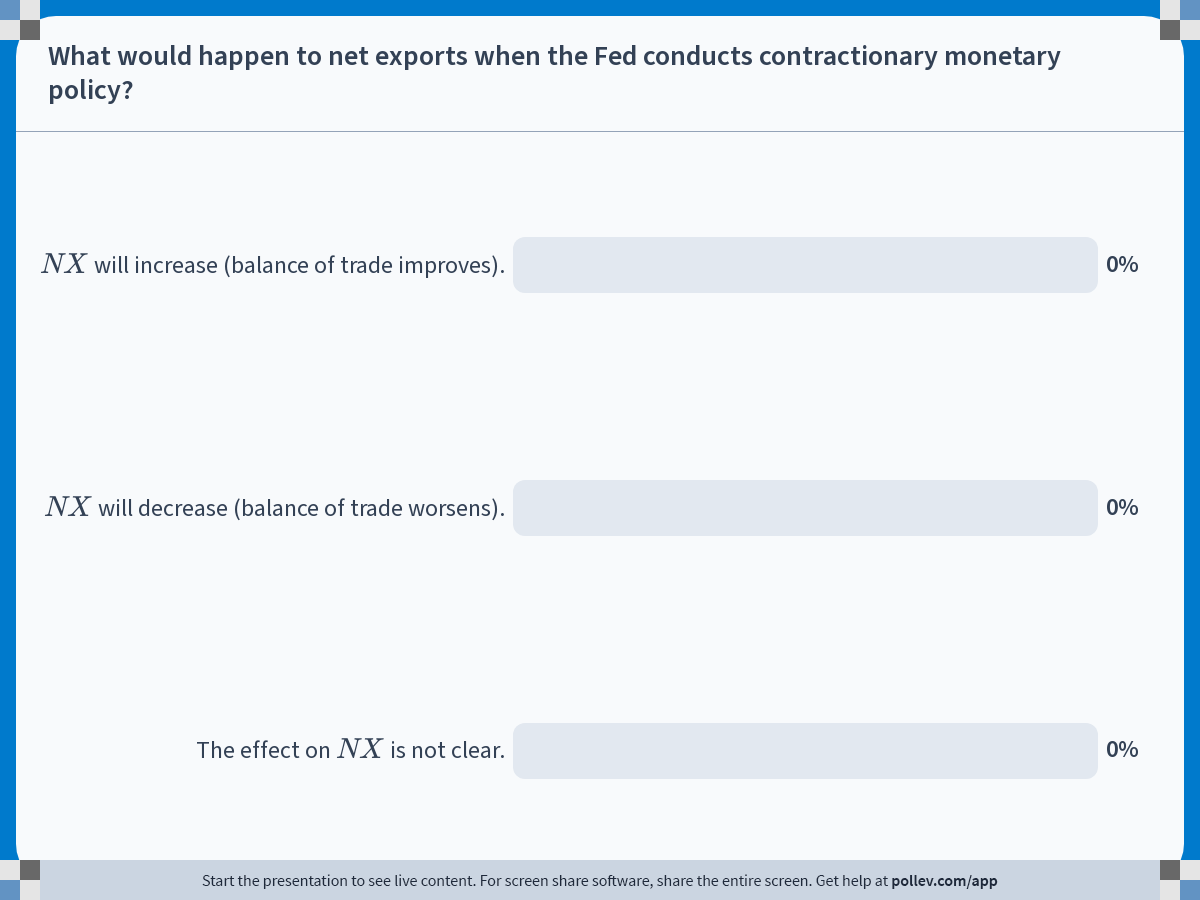 What would happen to net exports when the Fed conducts contractionary monetary
policy?
NX will increase (balance of trade improves).
0%
NX will decrease (balance of trade worsens).
0%
The effect on NX is not clear.
0%
Start the presentation to see live content. For screen share software, share the entire screen. Get help at pollev.com/app